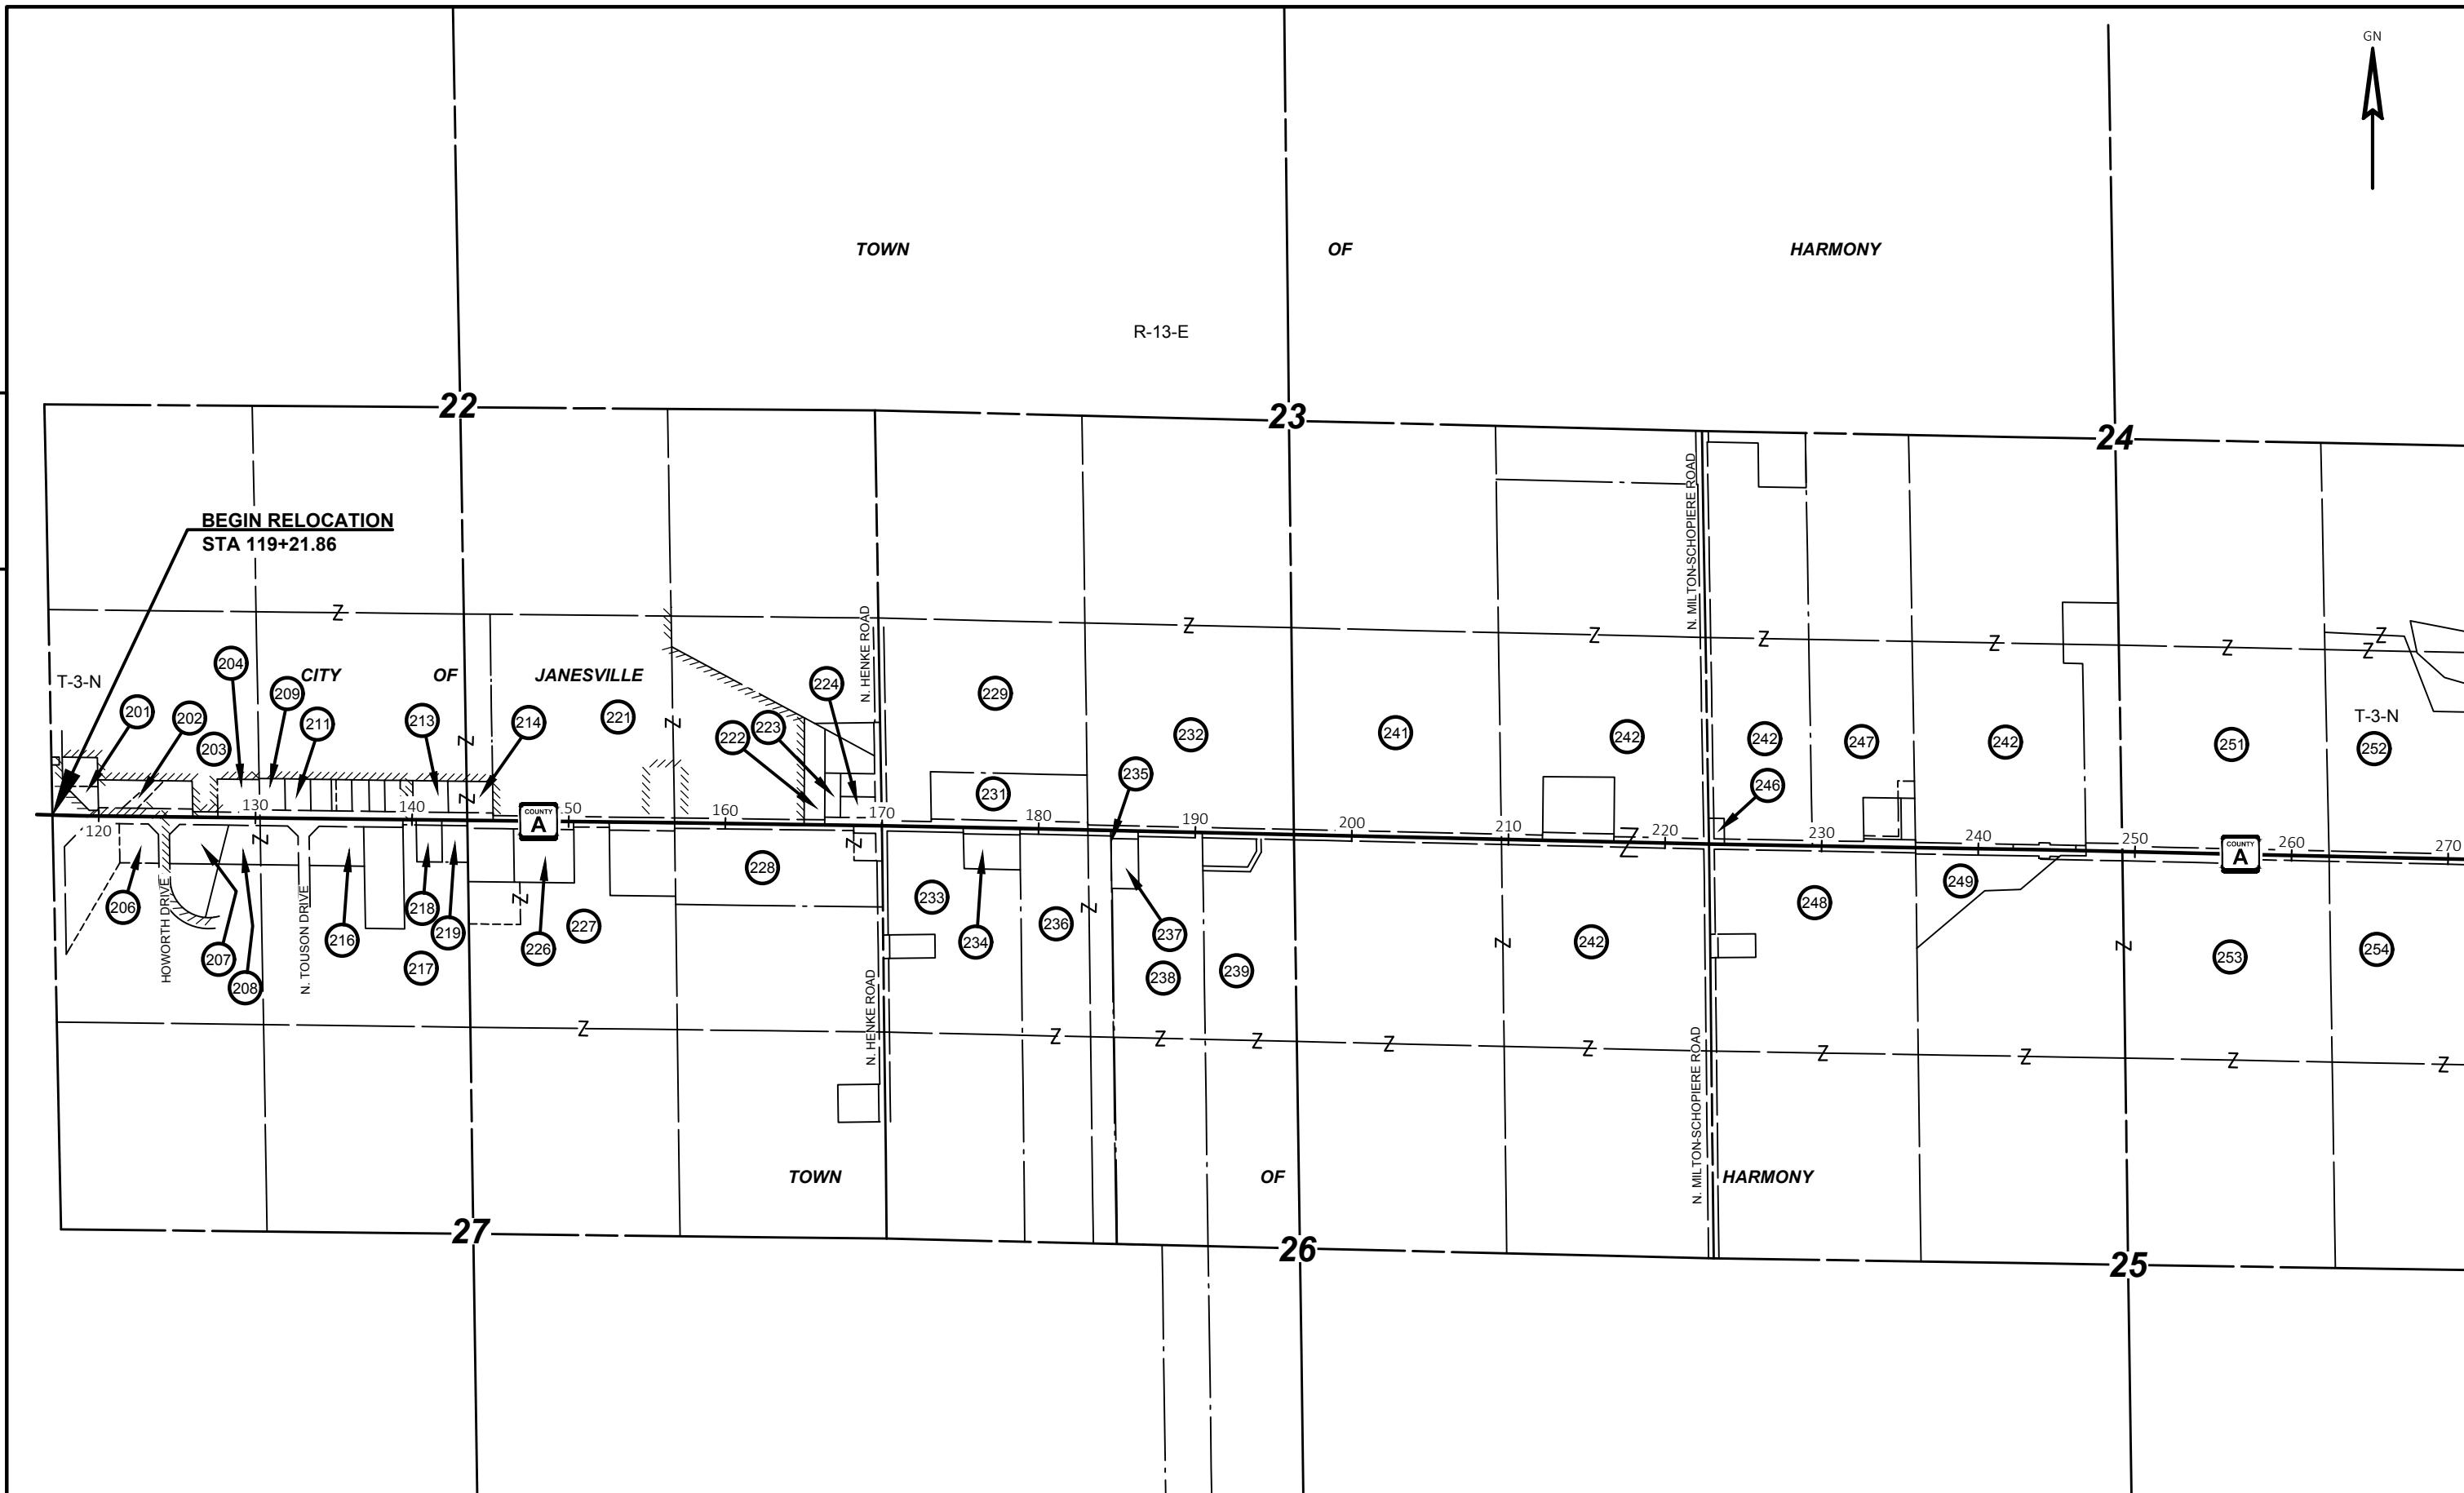 GN
TOWN OF HARMONY
R-13-E
22 23 24
BEGIN RELOCATION
STA 119+21.86
N. MILTON-SCHOPIERE ROAD
N. HENKE ROAD
T-3-N
CITY OF JANESVILLE
T-3-N
201 202 203 204 209 211 213 214 221 222 223 224 229 231 232 235 241 242 242 246 247 242 251 252
120 130 140 50 160 170 180 190 200 210 220 230 240 250 260 270
COUNTY
A
COUNTY
A
206 207 208 216 217 218 219 226 227 228 233 234 236 237 238 239 242 248 249 253 254
HOWORTH DRIVE
N. TOUSON DRIVE
N. HENKE ROAD
N. MILTON-SCHOPIERE ROAD
TOWN OF HARMONY
27 26 25